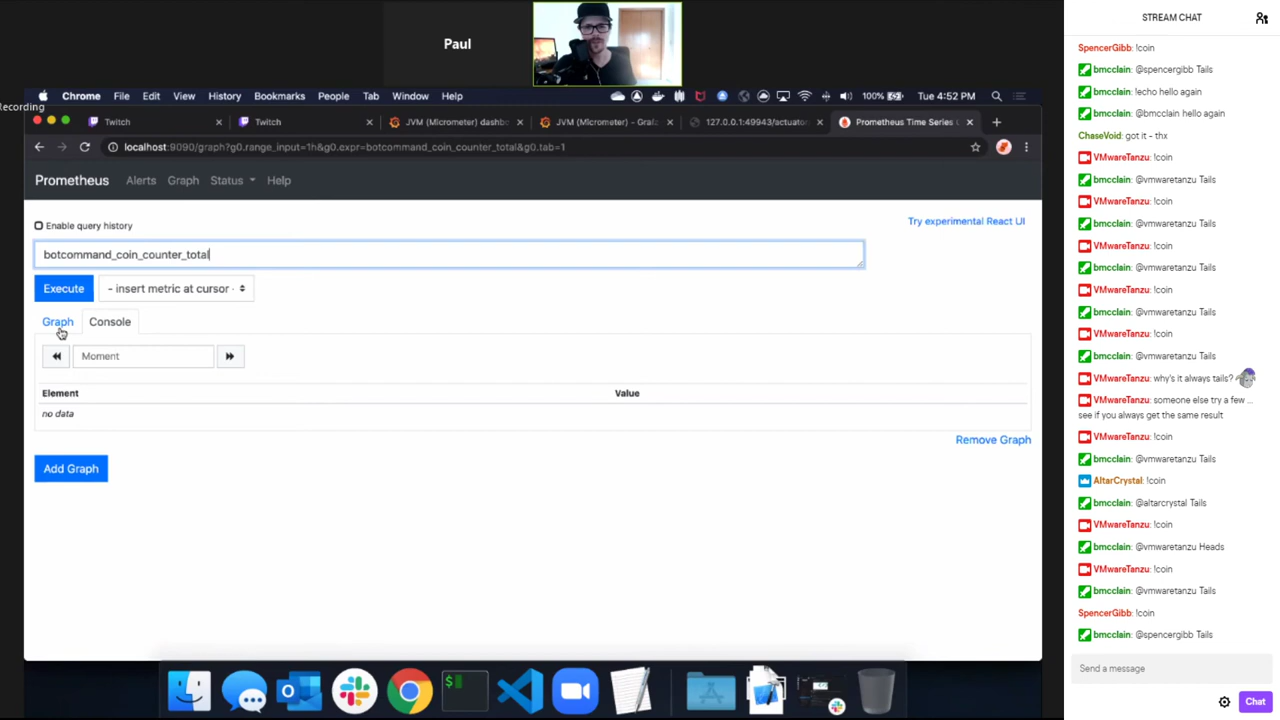 Paul
ecording
Chrome File Edit View History Bookmarks People Tab Window Help 100% Tue 4:52 PM
Twitch Twitch JVM (Micrometer) dashbo JVM (Micrometer) - Grafa 127.0.0.1:49943/actuator Prometheus Time Series
localhost:9090/graph?g0.range_input=1h&g0.expr=botcommand_coin_counter_total&g0.tab=1
Prometheus Alerts Graph Status Help
Enable query history
Try experimental React UI
botcommand_coin_counter_total
Execute - insert metric at cursor -
Graph Console
Moment
Element Value
no data
Remove Graph
Add Graph
STREAM CHAT
SpencerGibb: !coin
bmcclain: @spencergibb Tails
bmcclain: !echo hello again
bmcclain: @bmcclain hello again
ChaseVoid: got it - thx
VMwareTanzu: !coin
bmcclain: @vmwaretanzu Tails
VMwareTanzu: !coin
bmcclain: @vmwaretanzu Tails
VMwareTanzu: !coin
bmcclain: @vmwaretanzu Tails
VMwareTanzu: !coin
bmcclain: @vmwaretanzu Tails
VMwareTanzu: !coin
bmcclain: @vmwaretanzu Tails
VMwareTanzu: why's it always tails?
VMwareTanzu: someone else try a few ...
see if you always get the same result
VMwareTanzu: !coin
bmcclain: @vmwaretanzu Tails
AltarCrystal: !coin
bmcclain: @altarcrystal Tails
VMwareTanzu: !coin
bmcclain: @vmwaretanzu Heads
VMwareTanzu: !coin
bmcclain: @vmwaretanzu Tails
SpencerGibb: !coin
bmcclain: @spencergibb Tails
Send a message
Chat